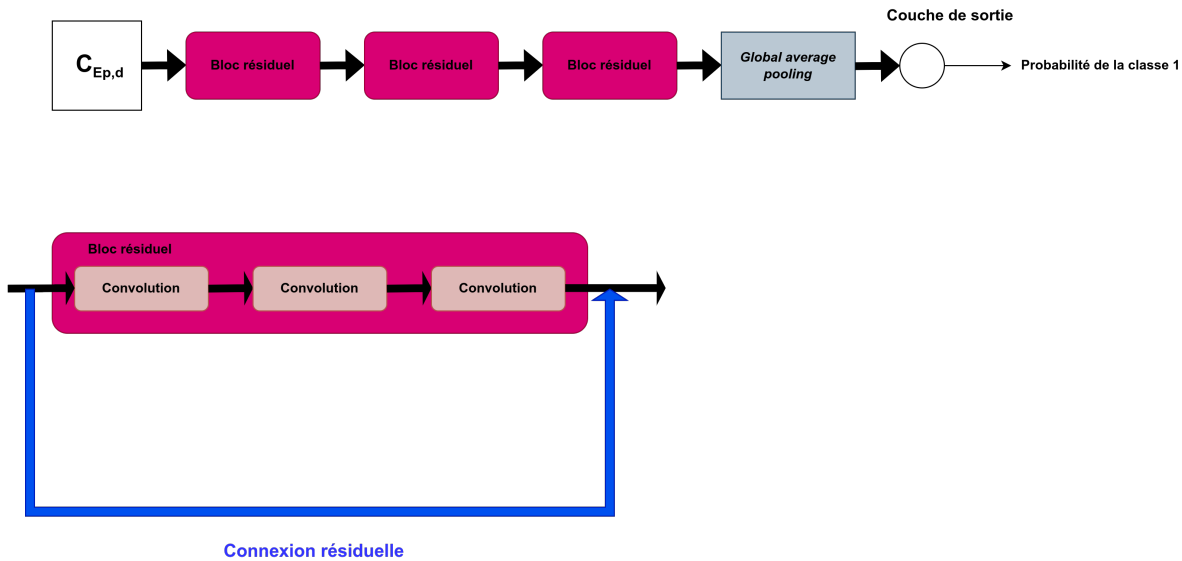 Couche de sortie
C_Ep,d
Bloc résiduel
Bloc résiduel
Bloc résiduel
Global average
pooling
Probabilité de la classe 1
Bloc résiduel
Convolution
Convolution
Convolution
Connexion résiduelle